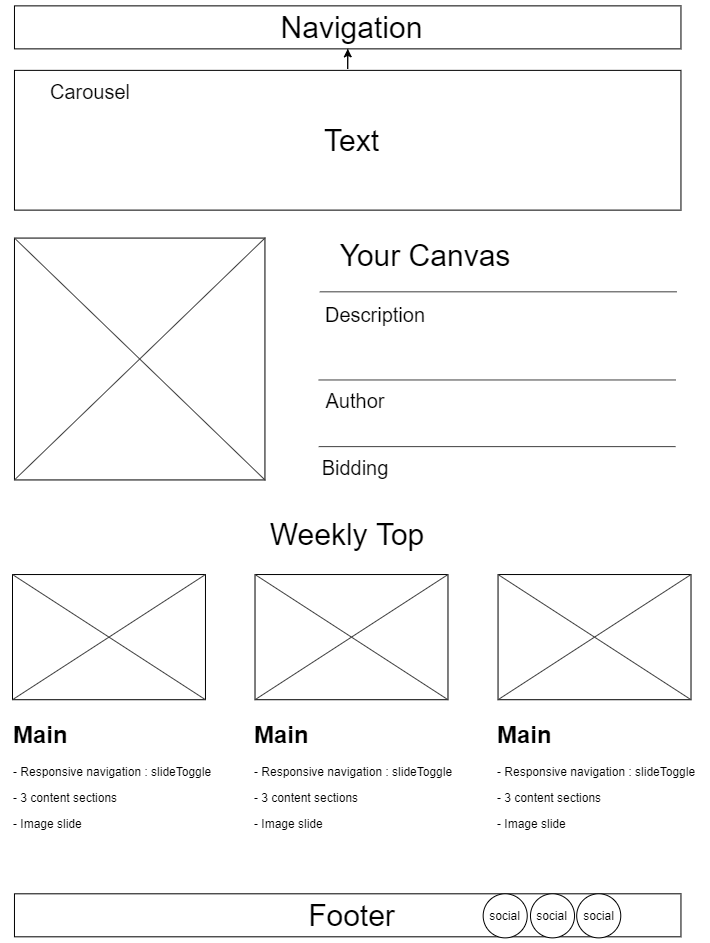 Navigation
Carousel
Text
Your Canvas
Description
Author
Bidding
Weekly Top
Main
- Responsive navigation : slideToggle
- 3 content sections
- Image slide
Main
- Responsive navigation : slideToggle
- 3 content sections
- Image slide
Main
- Responsive navigation : slideToggle
- 3 content sections
- Image slide
Footer
social
social
social